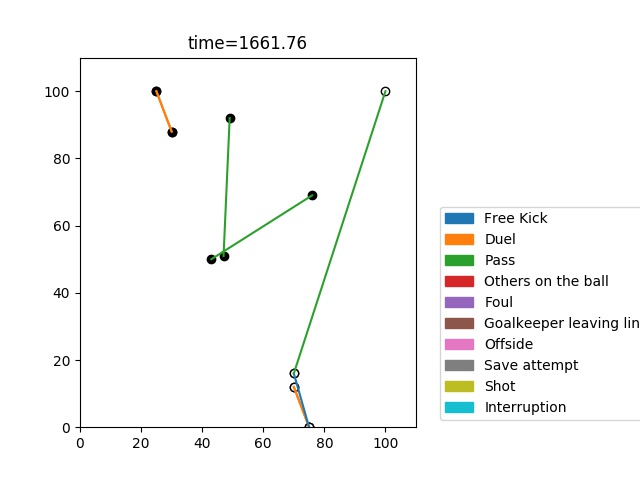 time=1661.76
100
80
60
40
20
0
0 20 40 60 80 100
Free Kick
Duel
Pass
Others on the ball
Foul
Goalkeeper leaving lin
Offside
Save attempt
Shot
Interruption